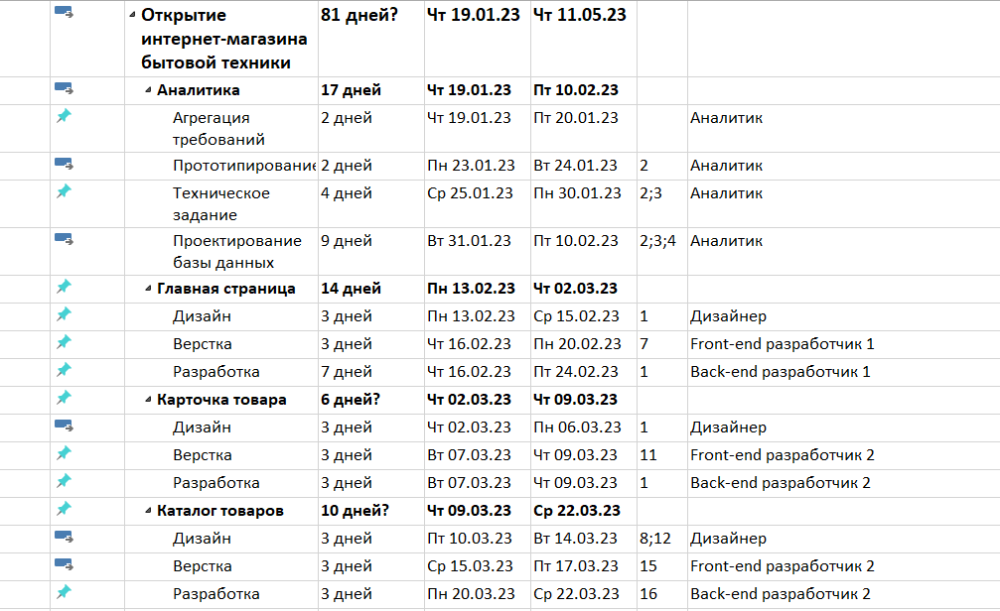 Открытие интернет-магазина бытовой техники 81 дней? Чт 19.01.23 Чт 11.05.23
Аналитика 17 дней Чт 19.01.23 Пт 10.02.23
Агрегация требований 2 дней Чт 19.01.23 Пт 20.01.23 Аналитик
Прототипирование 2 дней Пн 23.01.23 Вт 24.01.23 2 Аналитик
Техническое задание 4 дней Ср 25.01.23 Пн 30.01.23 2;3 Аналитик
Проектирование базы данных 9 дней Вт 31.01.23 Пт 10.02.23 2;3;4 Аналитик
Главная страница 14 дней Пн 13.02.23 Чт 02.03.23
Дизайн 3 дней Пн 13.02.23 Ср 15.02.23 1 Дизайнер
Верстка 3 дней Чт 16.02.23 Пн 20.02.23 7 Front-end разработчик 1
Разработка 7 дней Чт 16.02.23 Пт 24.02.23 1 Back-end разработчик 1
Карточка товара 6 дней? Чт 02.03.23 Чт 09.03.23
Дизайн 3 дней Чт 02.03.23 Пн 06.03.23 1 Дизайнер
Верстка 3 дней Вт 07.03.23 Чт 09.03.23 11 Front-end разработчик 2
Разработка 3 дней Вт 07.03.23 Чт 09.03.23 1 Back-end разработчик 2
Каталог товаров 10 дней? Чт 09.03.23 Ср 22.03.23
Дизайн 3 дней Пт 10.03.23 Вт 14.03.23 8;12 Дизайнер
Верстка 3 дней Ср 15.03.23 Пт 17.03.23 15 Front-end разработчик 2
Разработка 3 дней Пн 20.03.23 Ср 22.03.23 16 Back-end разработчик 2